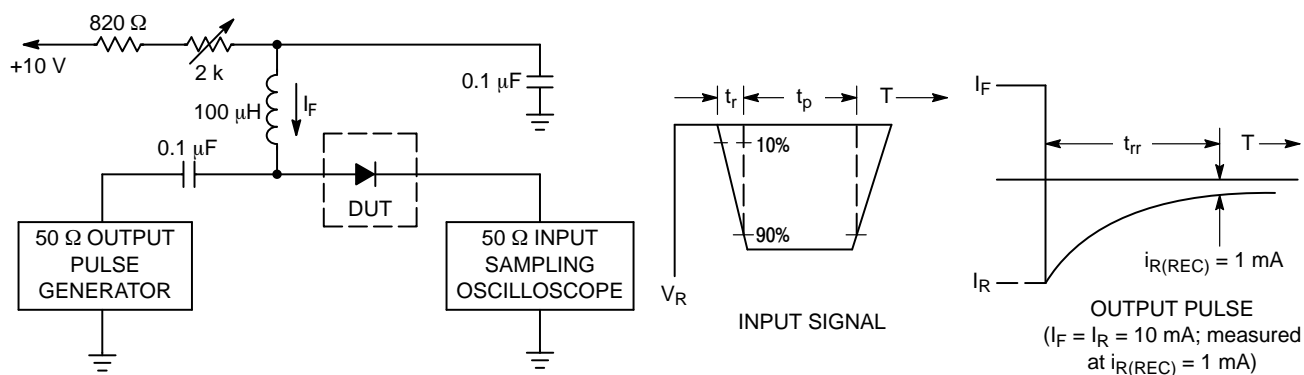 820 Ω
+10 V
2 k
100 μH
I_F
0.1 μF
0.1 μF
DUT
50 Ω OUTPUT
PULSE
GENERATOR
50 Ω INPUT
SAMPLING
OSCILLOSCOPE
t_r
t_p
T
10%
90%
V_R
INPUT SIGNAL
I_F
t_rr
T
I_R
i_R(REC) = 1 mA
OUTPUT PULSE
(I_F = I_R = 10 mA; measured
at i_R(REC) = 1 mA)